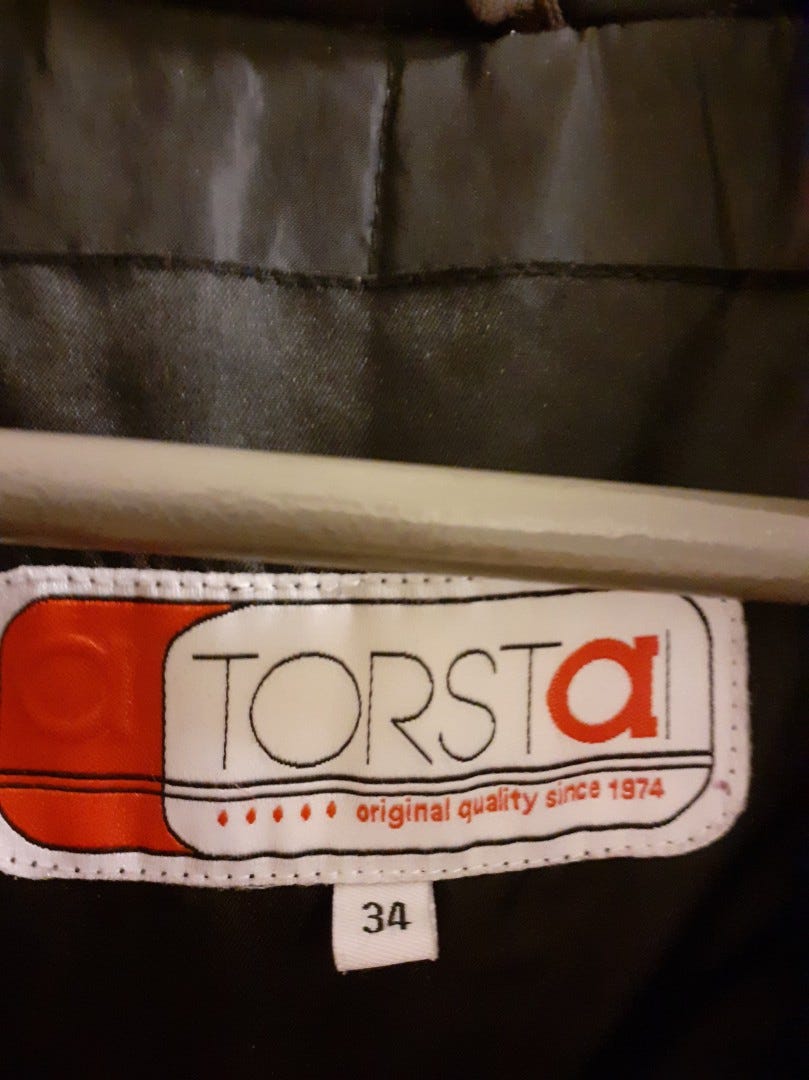 a TORSTaI
original quality since 1974
34